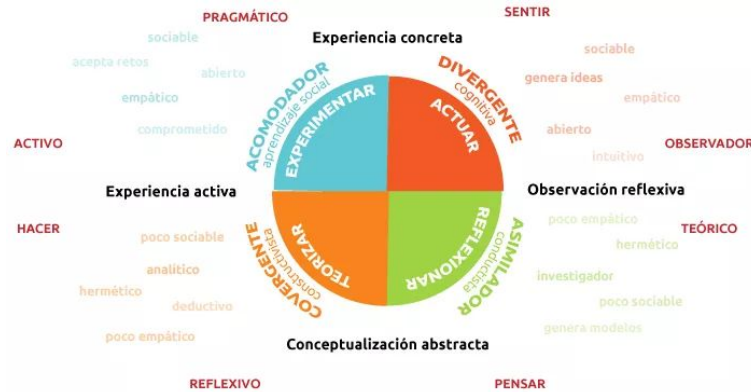 PRAGMÁTICO
SENTIR
sociable
Experiencia concreta
sociable
acepta retos
abierto
genera ideas
empático
empático
comprometido
abierto
intuitivo
ACOMODADOR
aprendizaje social
EXPERIMENTAR
DIVERGENTE
cognitiva
ACTUAR
ACTIVO
OBSERVADOR
Experiencia activa
Observación reflexiva
HACER
TEÓRICO
poco sociable
analítico
hermético
deductivo
poco empático
COVERGENTE
constructivista
TEORIZAR
REFLEXIONAR
ASIMILADOR
conductista
poco empático
hermético
investigador
poco sociable
genera modelos
Conceptualización abstracta
REFLEXIVO
PENSAR